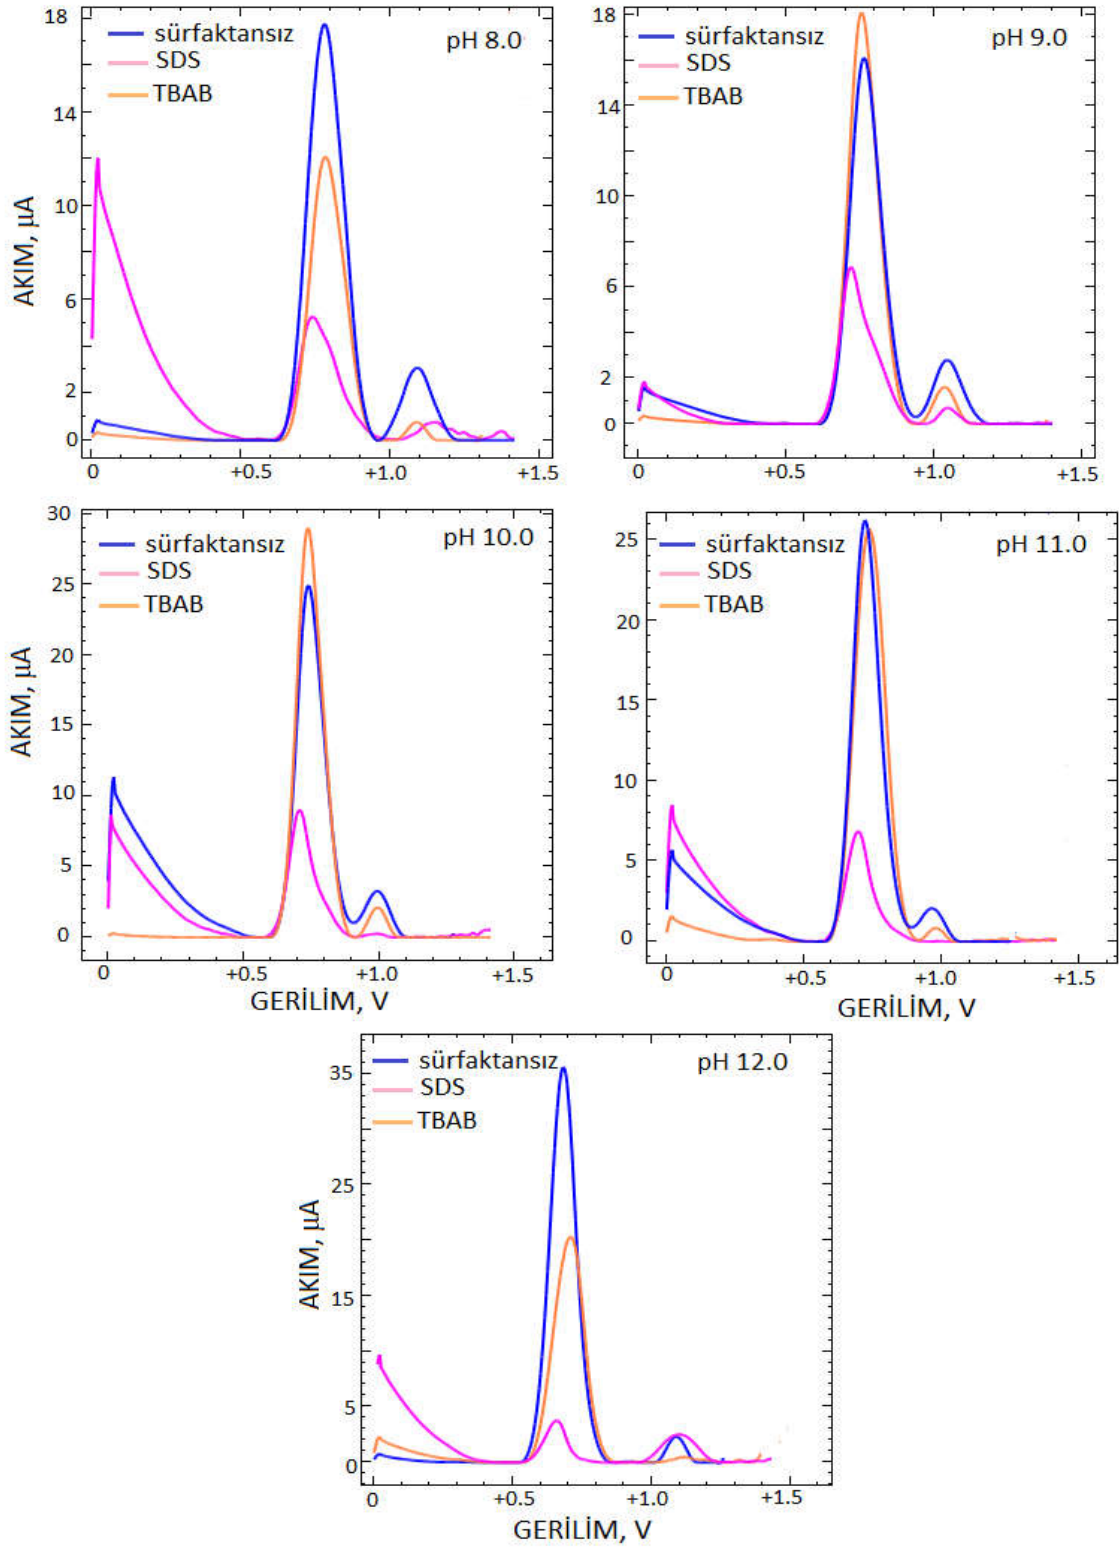 18
14
10
6
2
0
AKIM, µA
sürfaktansız
SDS
TBAB
pH 8.0
0
+0.5
+1.0
+1.5
18
14
10
6
2
0
sürfaktansız
SDS
TBAB
pH 9.0
0
+0.5
+1.0
+1.5
30
25
20
15
10
5
0
AKIM, µA
sürfaktansız
SDS
TBAB
pH 10.0
0
+0.5
+1.0
+1.5
GERİLİM, V
25
20
15
10
5
0
sürfaktansız
SDS
TBAB
pH 11.0
0
+0.5
+1.0
+1.5
GERİLİM, V
35
25
15
5
0
AKIM, µA
sürfaktansız
SDS
TBAB
pH 12.0
0
+0.5
+1.0
+1.5
GERİLİM, V